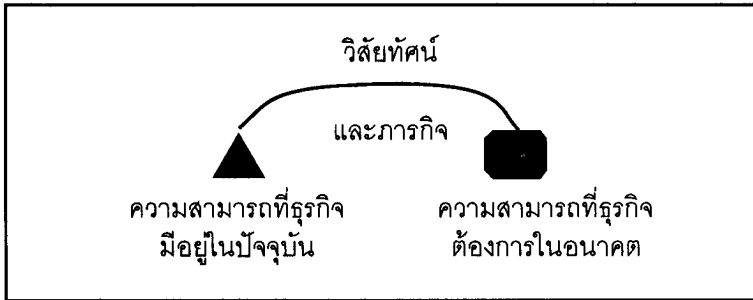 วิสัยทัศน์
และภารกิจ
ความสามารถที่ธุรกิจ
มีอยู่ในปัจจุบัน
ความสามารถที่ธุรกิจ
ต้องการในอนาคต